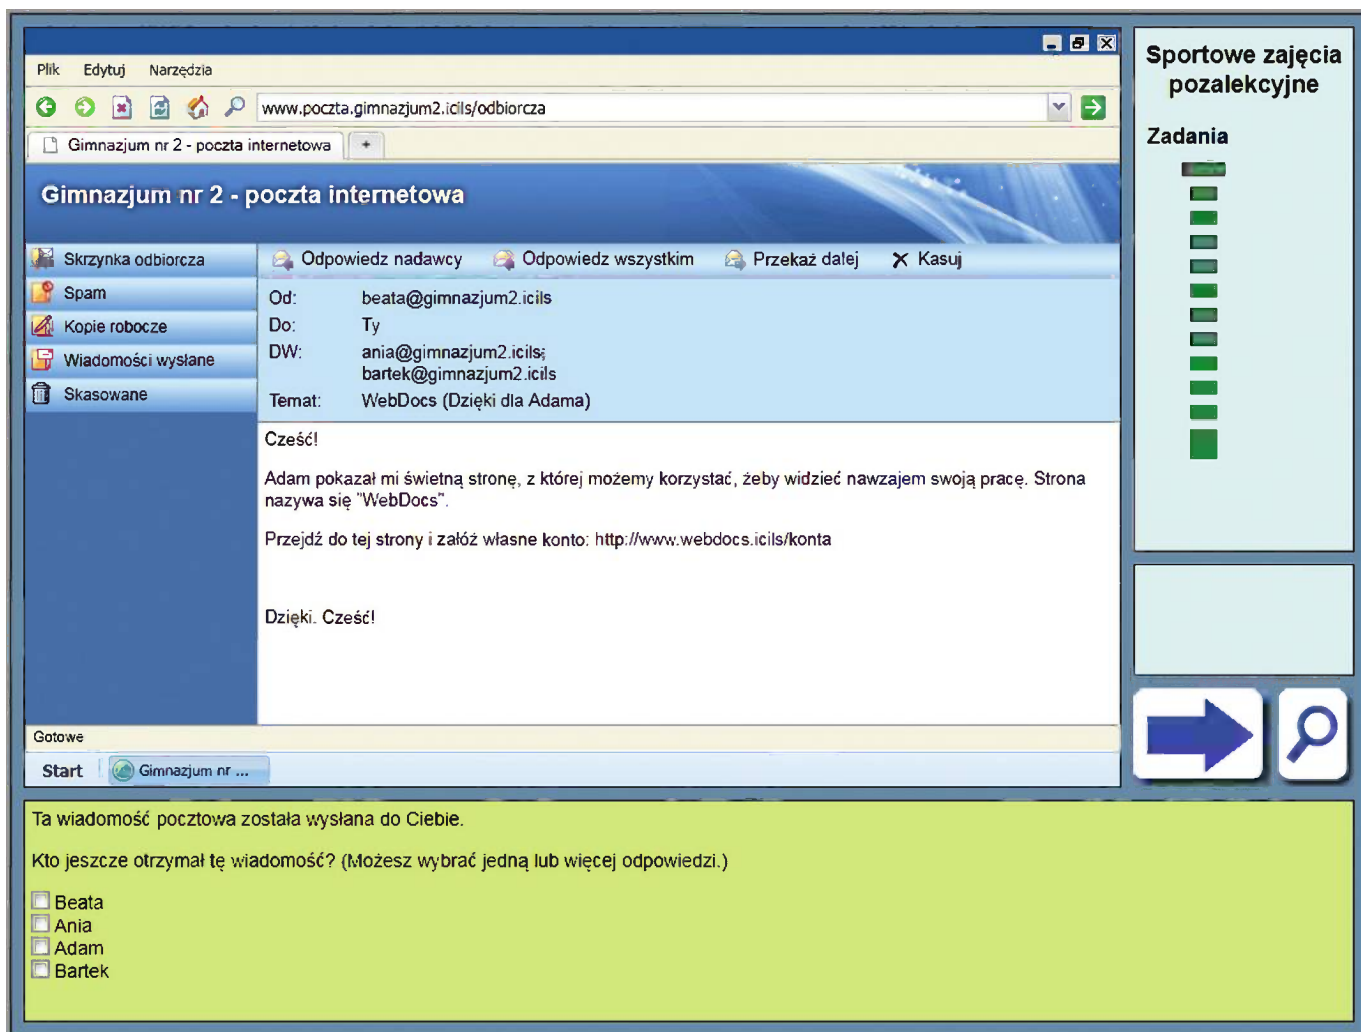 Plik Edytuj Narzędzia
www.poczta.gimnazjum2.icils/odbiorcza
Gimnazjum nr 2 - poczta internetowa +
Gimnazjum nr 2 - poczta internetowa
Skrzynka odbiorcza
Spam
Kopie robocze
Wiadomości wysłane
Skasowane
Odpowiedz nadawcy Odpowiedz wszystkim Przekaż dalej Kasuj
Od: beata@gimnazjum2.icils
Do: Ty
DW: ania@gimnazjum2.icils;
bartek@gimnazjum2.icils
Temat: WebDocs (Dzięki dla Adama)
Cześć!
Adam pokazał mi świetną stronę, z której możemy korzystać, żeby widzieć nawzajem swoją pracę. Strona
nazywa się "WebDocs".
Przejdź do tej strony i załóż własne konto: http://www.webdocs.icils/konta
Dzięki. Cześć!
Gotowe
Start Gimnazjum nr ...
Sportowe zajęcia
pozalekcyjne
Zadania
Ta wiadomość pocztowa została wysłana do Ciebie.
Kto jeszcze otrzymał tę wiadomość? (Możesz wybrać jedną lub więcej odpowiedzi.)
Beata
Ania
Adam
Bartek